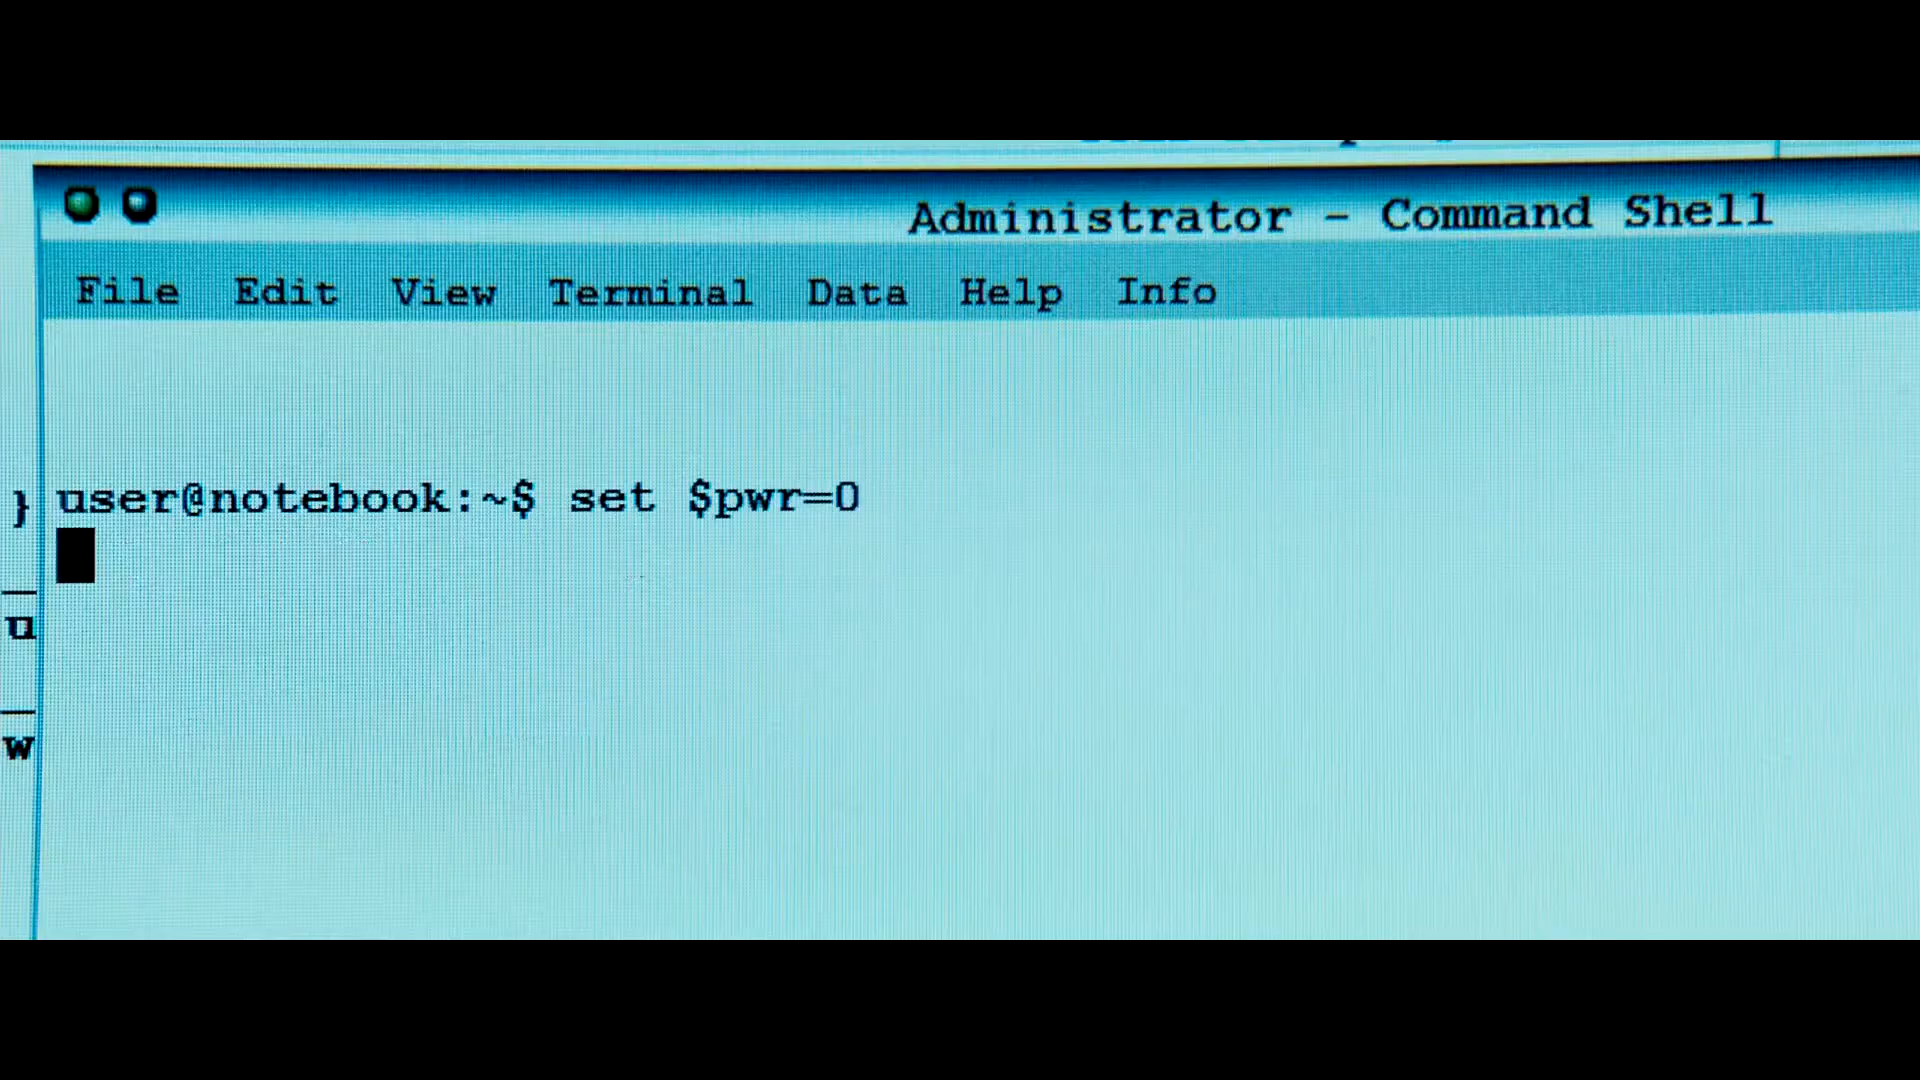 Administrator - Command Shell
File Edit View Terminal Data Help Info
} user@notebook:~$ set $pwr=0
u
w